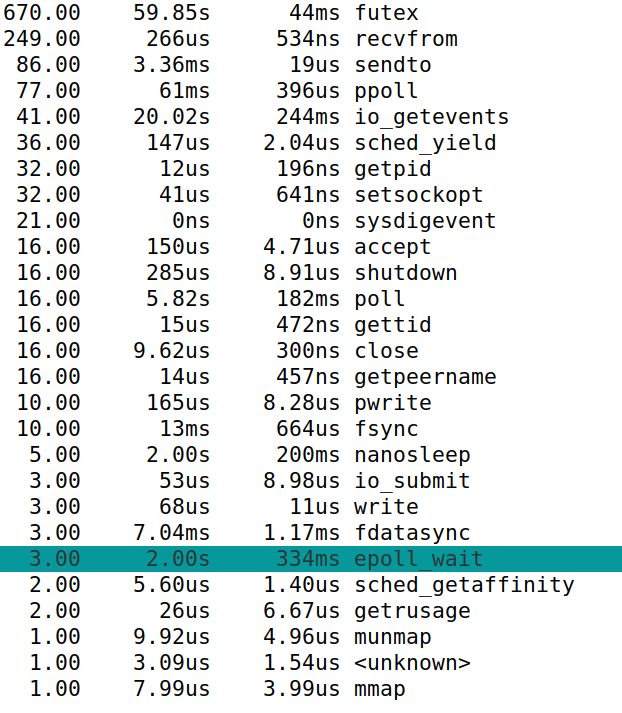 670.00 59.85s 44ms futex
249.00 266us 534ns recvfrom
86.00 3.36ms 19us sendto
77.00 61ms 396us ppoll
41.00 20.02s 244ms io_getevents
36.00 147us 2.04us sched_yield
32.00 12us 196ns getpid
32.00 41us 641ns setsockopt
21.00 0ns 0ns sysdigevent
16.00 150us 4.71us accept
16.00 285us 8.91us shutdown
16.00 5.82s 182ms poll
16.00 15us 472ns gettid
16.00 9.62us 300ns close
16.00 14us 457ns getpeername
10.00 165us 8.28us pwrite
10.00 13ms 664us fsync
5.00 2.00s 200ms nanosleep
3.00 53us 8.98us io_submit
3.00 68us 11us write
3.00 7.04ms 1.17ms fdatasync
3.00 2.00s 334ms epoll_wait
2.00 5.60us 1.40us sched_getaffinity
2.00 26us 6.67us getrusage
1.00 9.92us 4.96us munmap
1.00 3.09us 1.54us <unknown>
1.00 7.99us 3.99us mmap